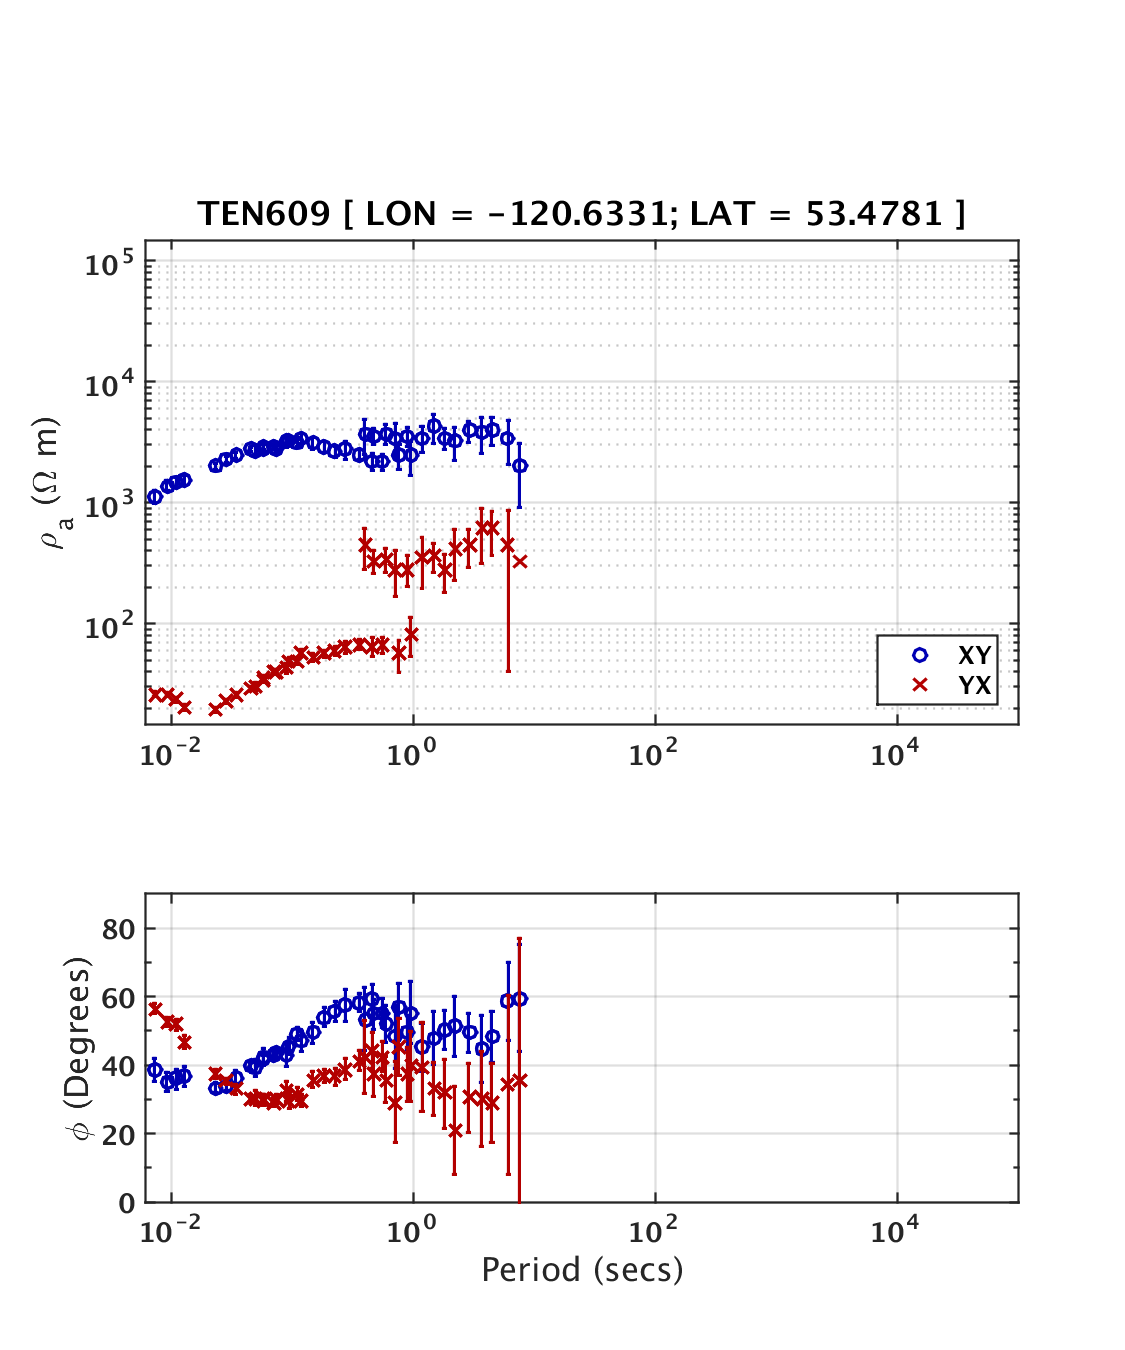 TEN609 [ LON = -120.6331; LAT = 53.4781 ]
10^5
10^4
10^3
10^2
ρ_a (Ω m)
XY
YX
10^-2 10^0 10^2 10^4
80
60
40
20
0
ϕ (Degrees)
10^-2 10^0 10^2 10^4
Period (secs)